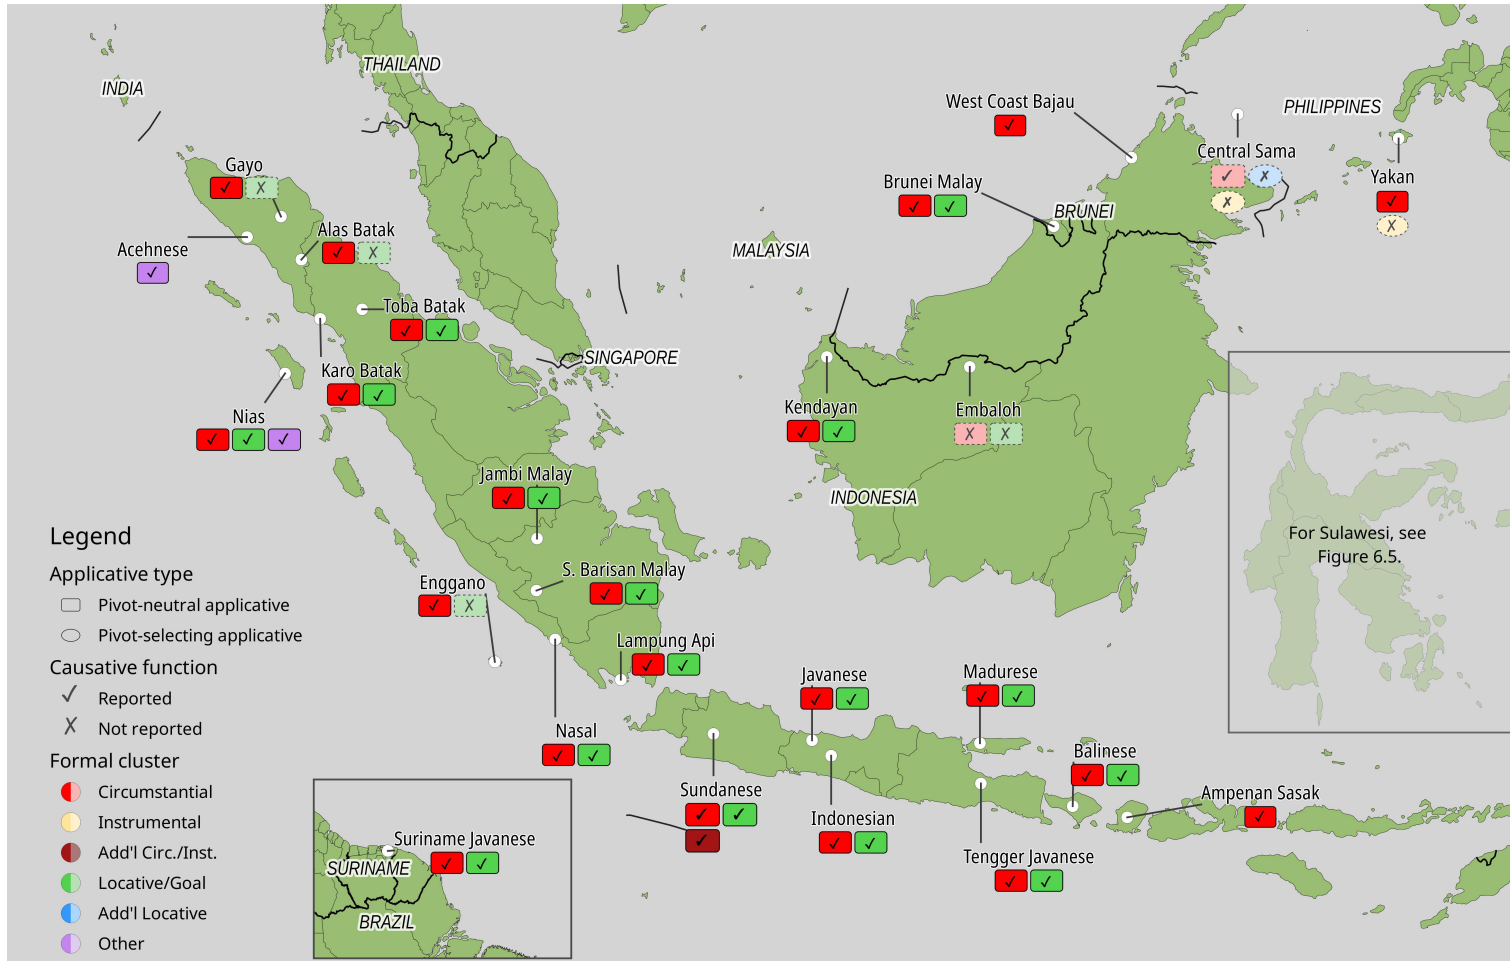 THAILAND
INDIA
West Coast Bajau
✓
PHILIPPINES
Central Sama
✓ ✗
✗
Yakan
✓
✗
Gayo
✓ ✗
Brunei Malay
✓ ✓
BRUNEI
Alas Batak
✓ ✗
Acehnese
✓
MALAYSIA
Toba Batak
✓ ✓
SINGAPORE
Karo Batak
✓ ✓
Nias
✓ ✓ ✓
Kendayan
✓ ✓
Embaloh
✗ ✗
INDONESIA
Jambi Malay
✓ ✓
For Sulawesi, see
Figure 6.5.
S. Barisan Malay
✓ ✓
Enggano
✓ ✗
Lampung Api
✓ ✓
Nasal
✓ ✓
Javanese
✓ ✓
Madurese
✓ ✓
Balinese
✓ ✓
Sundanese
✓ ✓
✓
Indonesian
✓ ✓
Ampenan Sasak
✓
Tengger Javanese
✓ ✓
Suriname Javanese
✓ ✓
SURINAME
BRAZIL
Legend
Applicative type
Pivot-neutral applicative
Pivot-selecting applicative
Causative function
✓ Reported
✗ Not reported
Formal cluster
Circumstantial
Instrumental
Add'l Circ./Inst.
Locative/Goal
Add'l Locative
Other